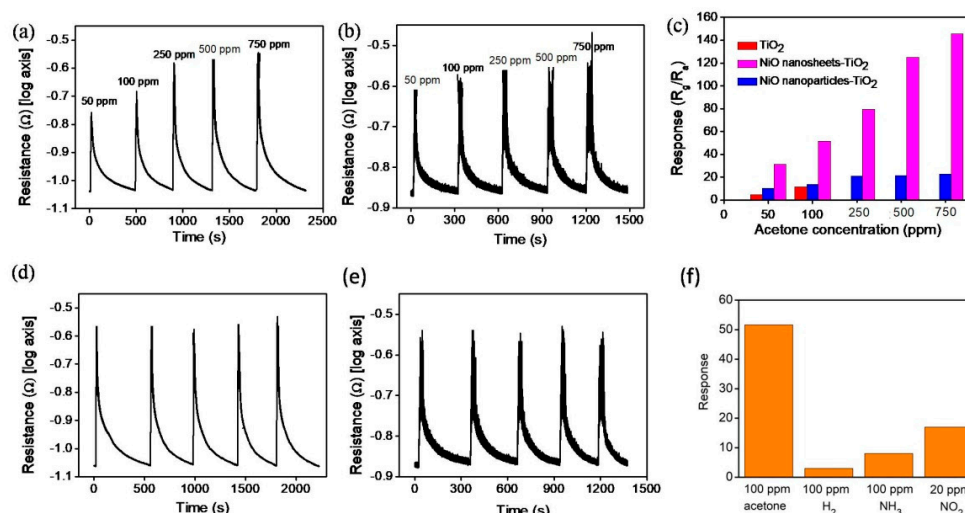 (a)
Resistance (Ω) [log axis]
-0.5
-0.6
-0.7
-0.8
-0.9
-1.0
-1.1
50 ppm
100 ppm
250 ppm
500 ppm
750 ppm
0 500 1000 1500 2000 2500
Time (s)
(b)
Resistance (Ω) [log axis]
-0.5
-0.6
-0.7
-0.8
-0.9
50 ppm
100 ppm
250 ppm
500 ppm
750 ppm
0 300 600 900 1200 1500
Time (s)
(c)
Response (Rg/Ra)
160
140
120
100
80
60
40
20
0
TiO2
NiO nanosheets-TiO2
NiO nanoparticles-TiO2
50 100 250 500 750
Acetone concentration (ppm)
(d)
Resistance (Ω) [log axis]
-0.5
-0.6
-0.7
-0.8
-0.9
-1.0
-1.1
0 500 1000 1500 2000
Time (s)
(e)
Resistance (Ω) [log axis]
-0.5
-0.6
-0.7
-0.8
-0.9
0 300 600 900 1200 1500
Time (s)
(f)
Response
60
50
40
30
20
10
0
100 ppm 100 ppm 100 ppm 20 ppm
acetone H2 NH3 NO2